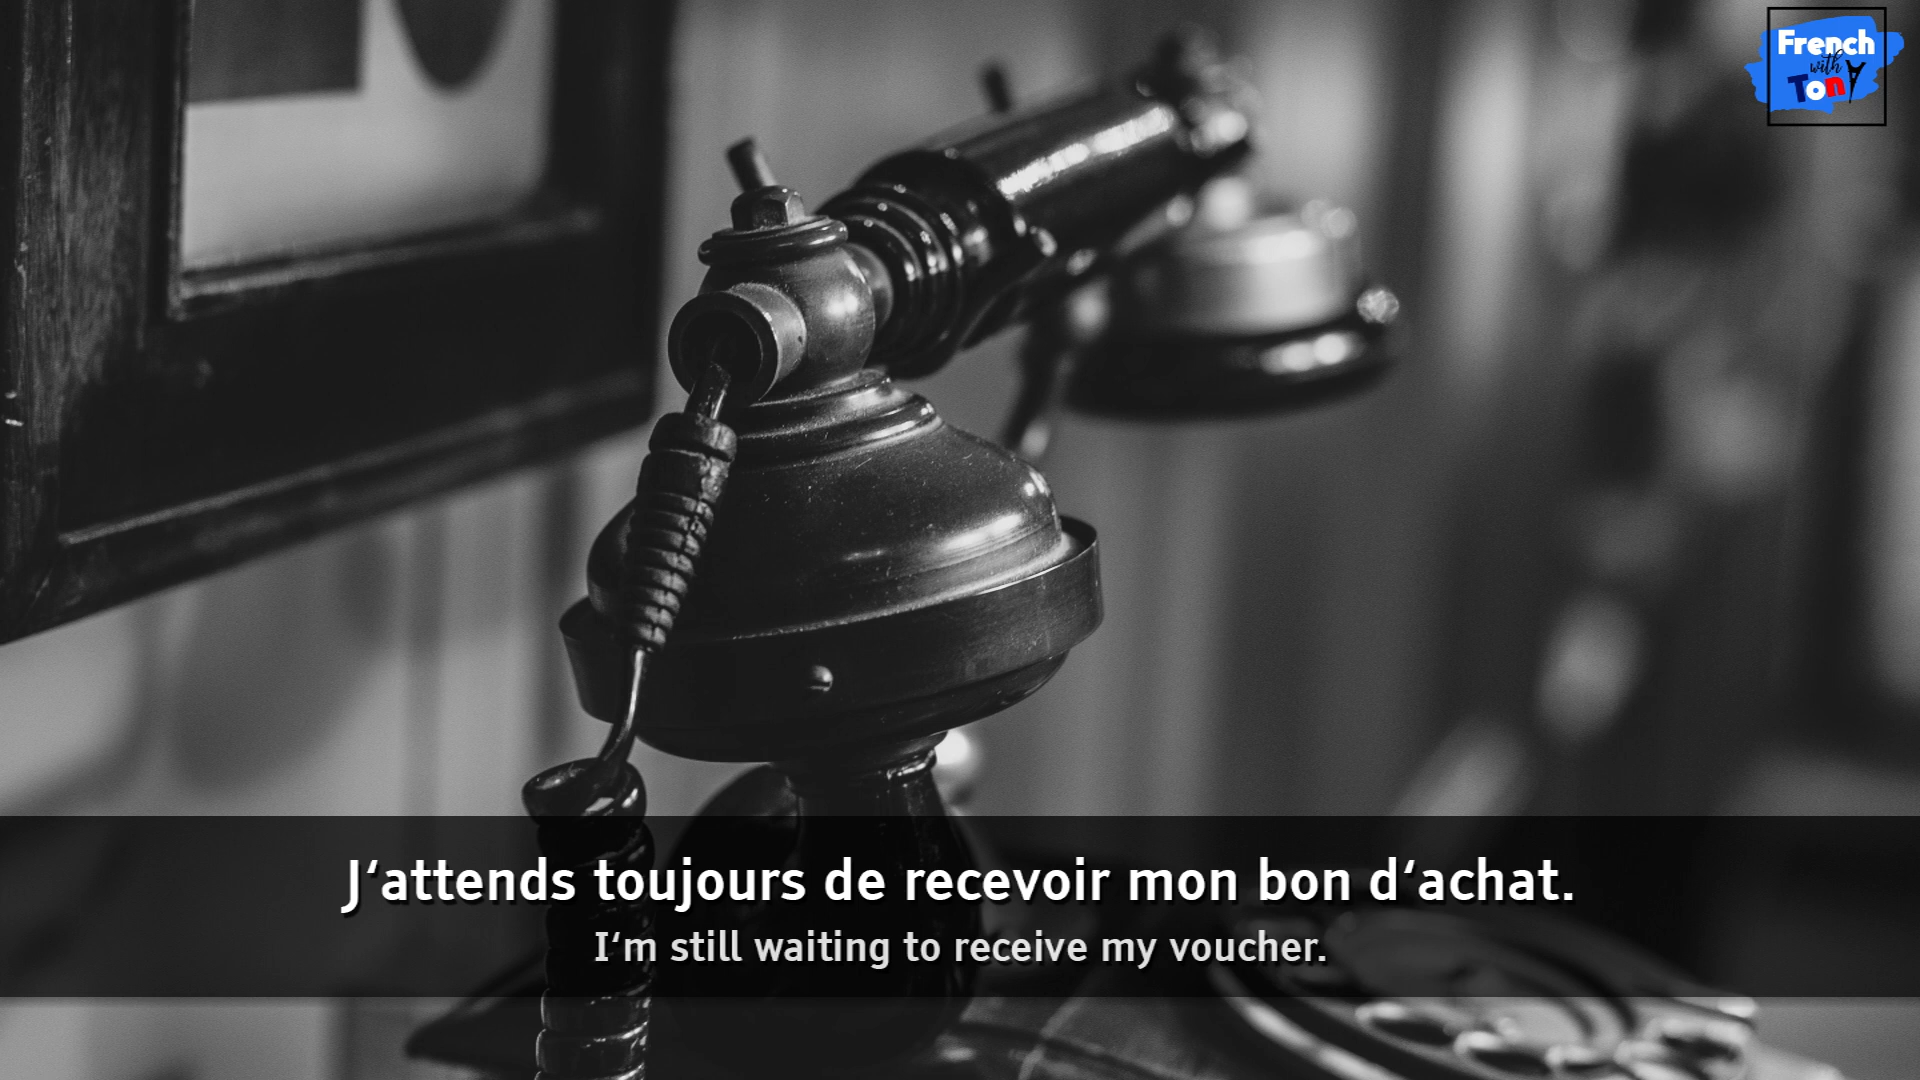 French
with
Tony
J‘attends toujours de recevoir mon bon d‘achat.
I‘m still waiting to receive my voucher.